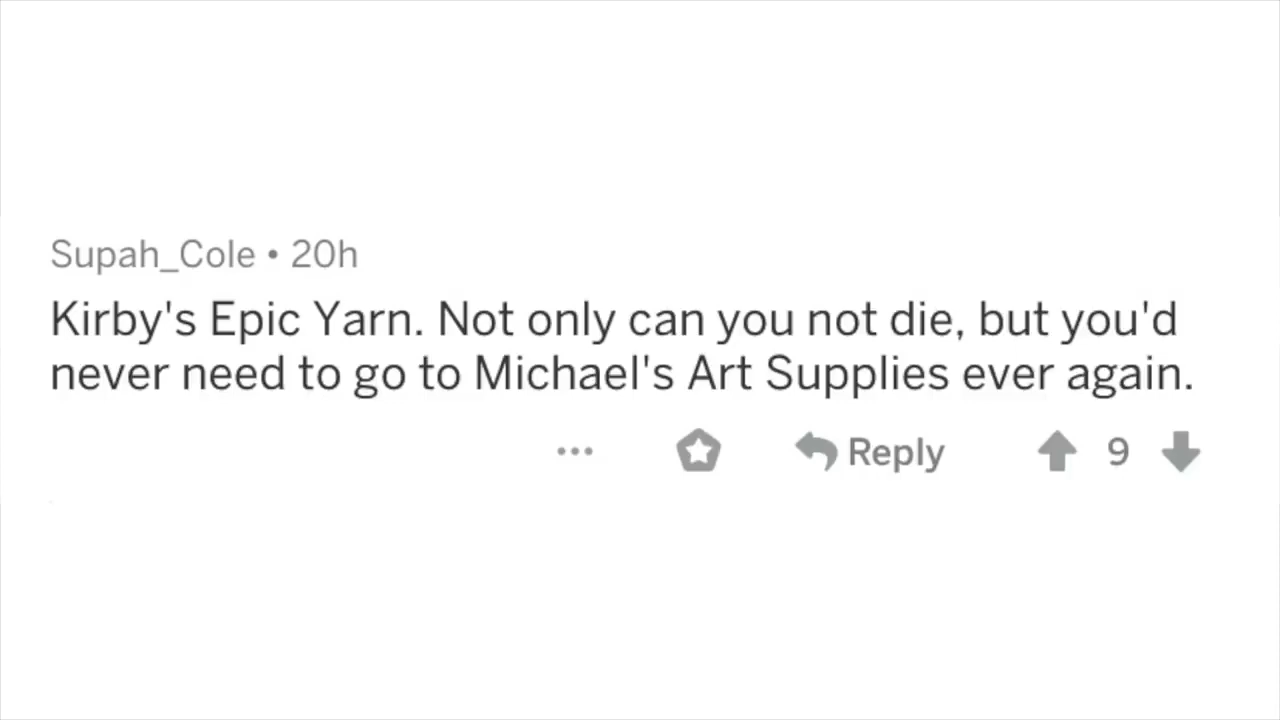 Supah_Cole • 20h
Kirby's Epic Yarn. Not only can you not die, but you'd
never need to go to Michael's Art Supplies ever again.
... Reply 9